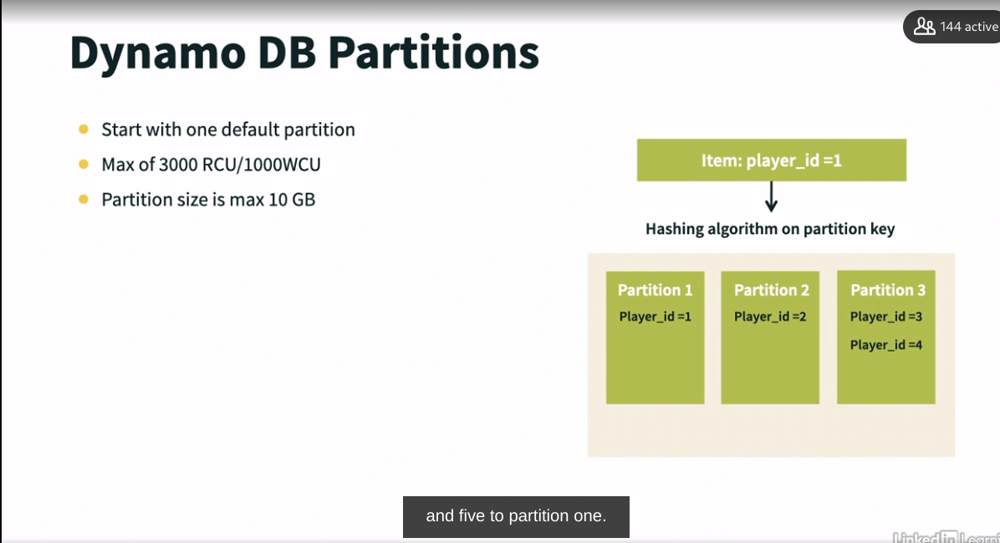 Dynamo DB Partitions
144 active
Start with one default partition
Max of 3000 RCU/1000WCU
Partition size is max 10 GB
Item: player_id =1
Hashing algorithm on partition key
Partition 1
Player_id =1
Partition 2
Player_id =2
Partition 3
Player_id =3
Player_id =4
and five to partition one.
Linked in Learni